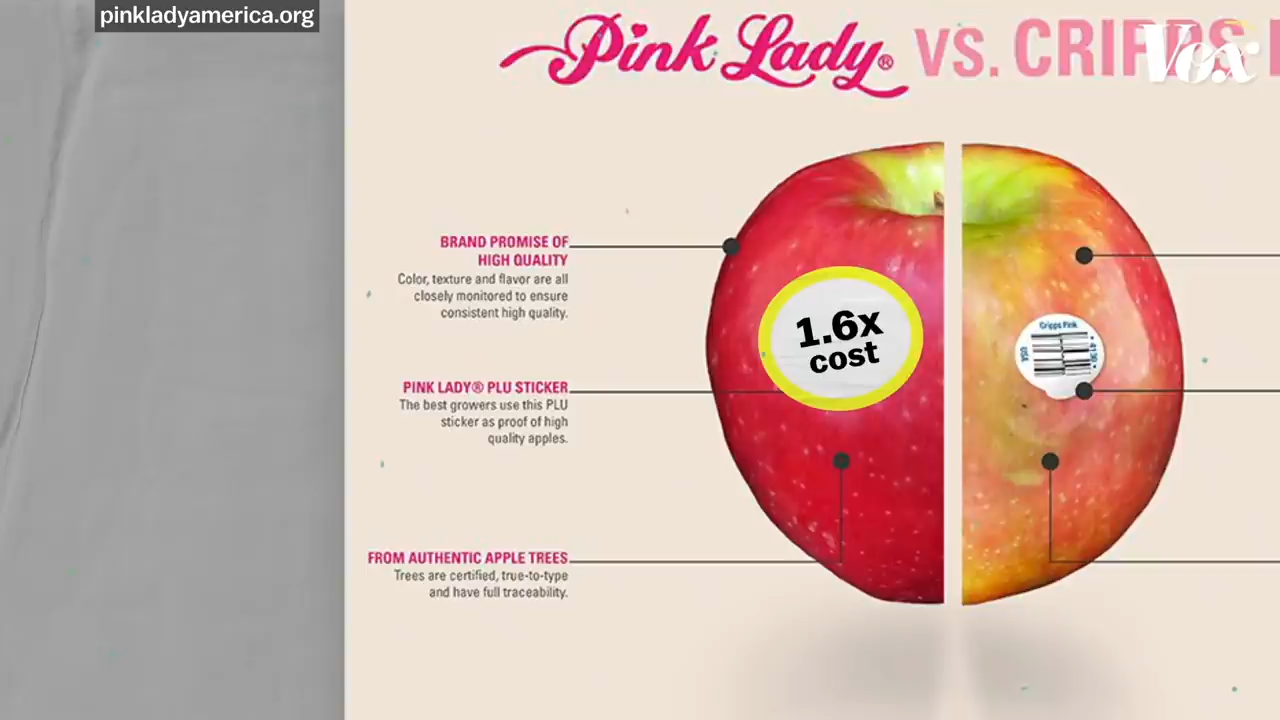 pinkladyamerica.org
Pink Lady® VS. CRIPPS
Vox
BRAND PROMISE OF
HIGH QUALITY
Color, texture and flavor are all
closely monitored to ensure
consistent high quality.
1.6x
cost
Cripps Pink
USA
PINK LADY® PLU STICKER
The best growers use this PLU
sticker as proof of high
quality apples.
FROM AUTHENTIC APPLE TREES
Trees are certified, true-to-type
and have full traceability.